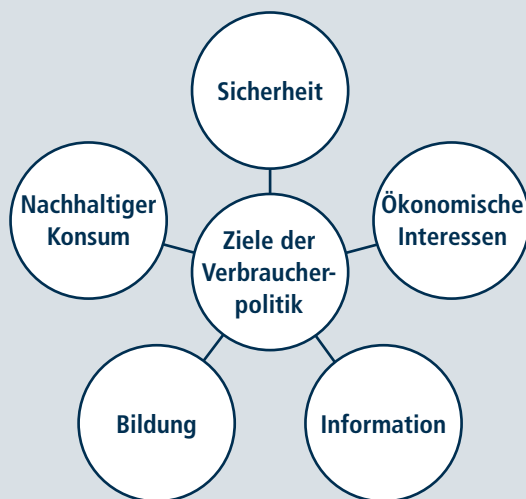 Sicherheit
Nachhaltiger
Konsum
Ökonomische
Interessen
Ziele der
Verbraucher-
politik
Bildung
Information